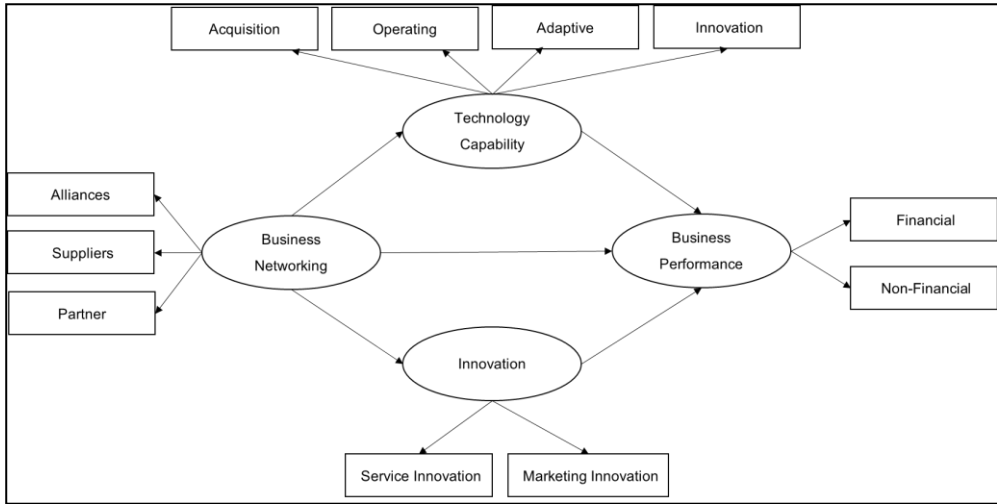 Acquisition
Operating
Adaptive
Innovation
Technology
Capability
Alliances
Suppliers
Partner
Business
Networking
Business
Performance
Financial
Non-Financial
Innovation
Service Innovation
Marketing Innovation